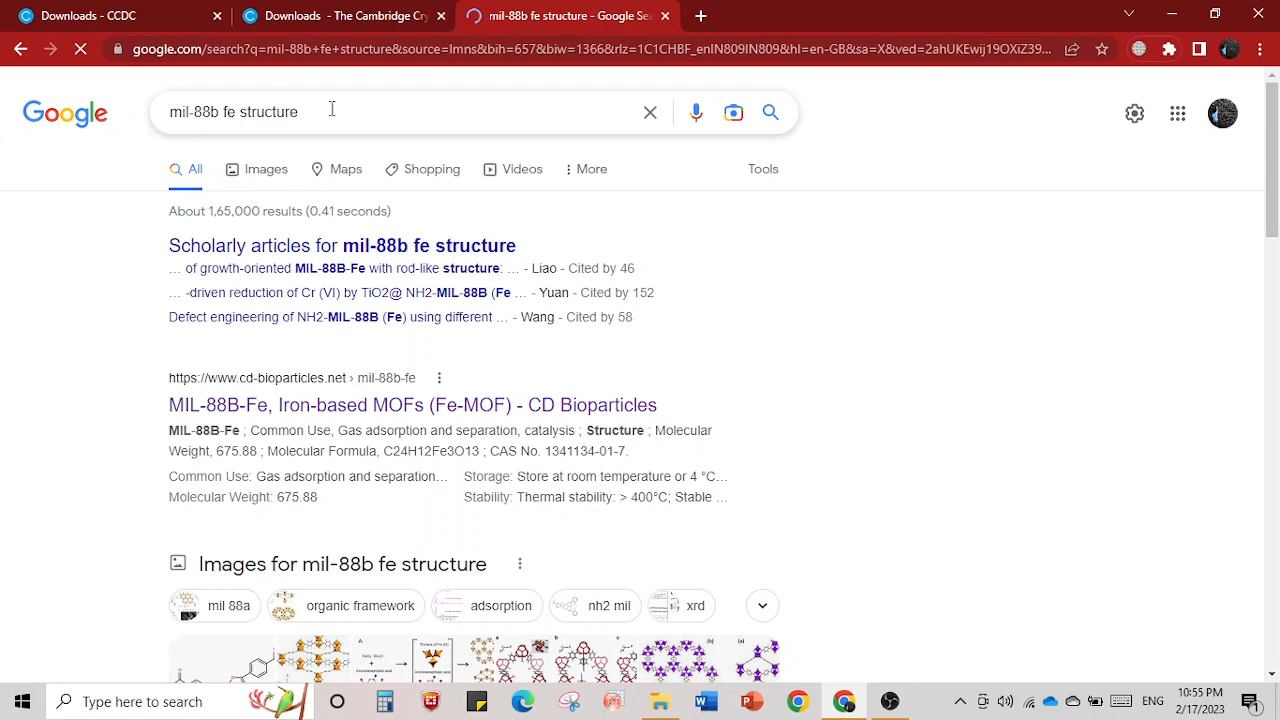 Downloads - CCDC
Downloads - The Cambridge Cry
mil-88b fe structure - Google Sea
google.com/search?q=mil-88b+fe+structure&source=lmns&bih=657&biw=1366&rlz=1C1CHBF_enIN809IN809&hl=en-GB&sa=X&ved=2ahUKEwij19OXiZ39...
Google
mil-88b fe structure
All
Images
Maps
Shopping
Videos
More
Tools
About 1,65,000 results (0.41 seconds)
Scholarly articles for mil-88b fe structure
... of growth-oriented MIL-88B-Fe with rod-like structure: ... - Liao - Cited by 46
... -driven reduction of Cr (VI) by TiO2@ NH2-MIL-88B (Fe ... - Yuan - Cited by 152
Defect engineering of NH2-MIL-88B (Fe) using different ... - Wang - Cited by 58
https://www.cd-bioparticles.net › mil-88b-fe
MIL-88B-Fe, Iron-based MOFs (Fe-MOF) - CD Bioparticles
MIL-88B-Fe ; Common Use, Gas adsorption and separation, catalysis ; Structure ; Molecular
Weight, 675.88 ; Molecular Formula, C24H12Fe3O13 ; CAS No. 1341134-01-7.
Common Use: Gas adsorption and separation... Storage: Store at room temperature or 4 °C...
Molecular Weight: 675.88 Stability: Thermal stability: > 400°C; Stable ...
Images for mil-88b fe structure
mil 88a
organic framework
adsorption
nh2 mil
xrd
Type here to search
ENG
10:55 PM
2/17/2023